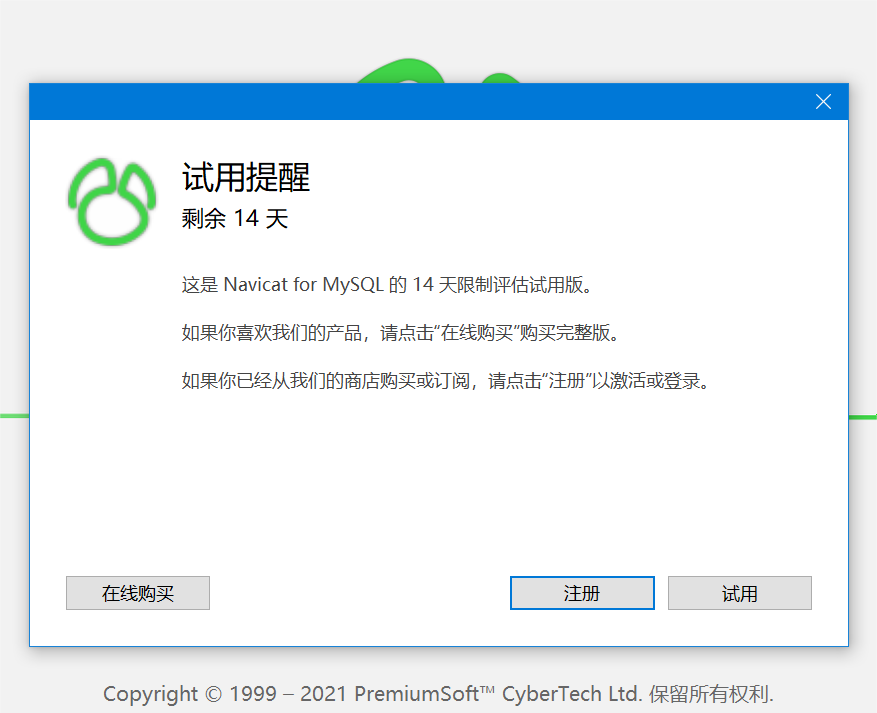 试用提醒
剩余 14 天
这是 Navicat for MySQL 的 14 天限制评估试用版。
如果你喜欢我们的产品，请点击“在线购买”购买完整版。
如果你已经从我们的商店购买或订阅，请点击“注册”以激活或登录。
在线购买
注册
试用
Copyright © 1999 – 2021 PremiumSoft™ CyberTech Ltd. 保留所有权利.